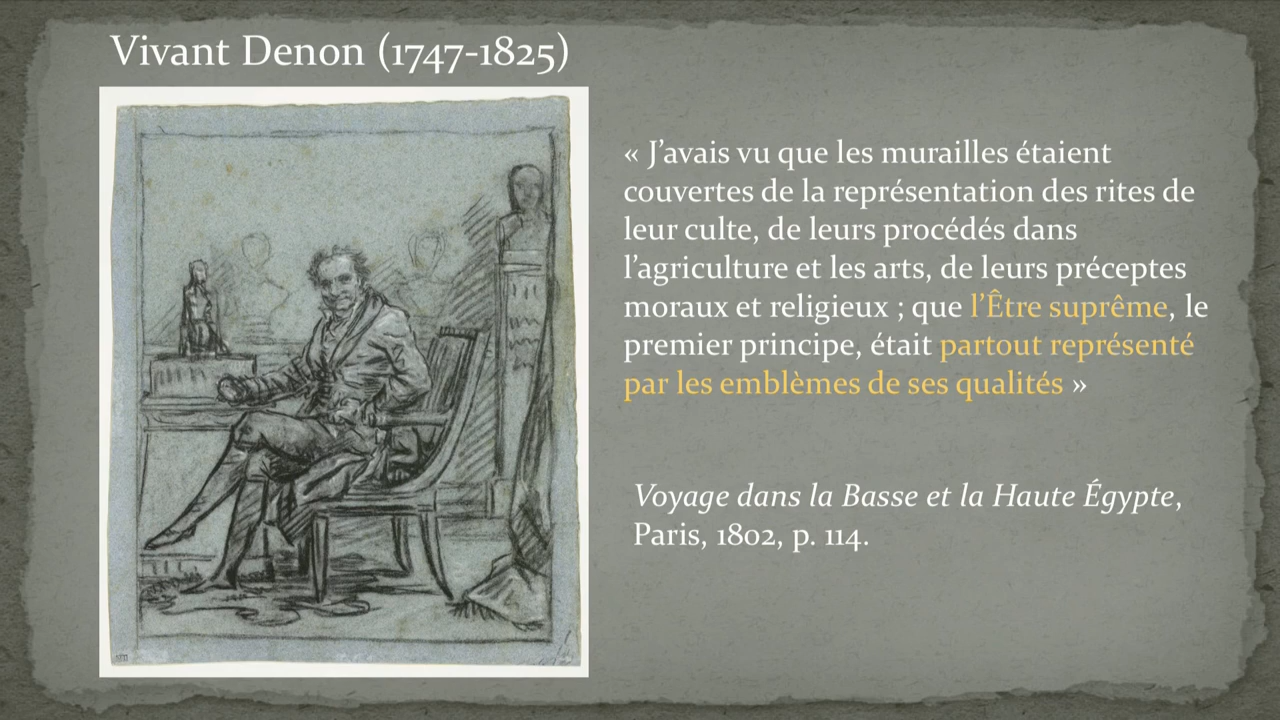 Vivant Denon (1747-1825)
« J’avais vu que les murailles étaient
couvertes de la représentation des rites de
leur culte, de leurs procédés dans
l’agriculture et les arts, de leurs préceptes
moraux et religieux ; que l’Être suprême, le
premier principe, était partout représenté
par les emblèmes de ses qualités »
Voyage dans la Basse et la Haute Égypte,
Paris, 1802, p. 114.